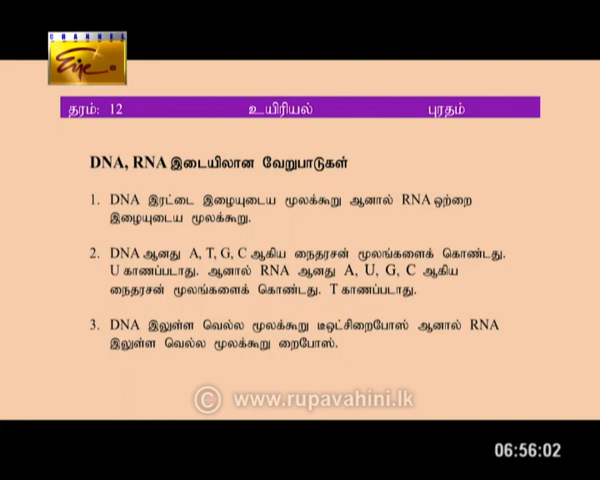 CHANNEL
Eye
தரம்: 12 உயிரியல் புரதம்
DNA, RNA இடையிலான வேறுபாடுகள்
1. DNA இரட்டை இழையுடைய மூலக்கூறு ஆனால் RNA ஒற்றை
இழையுடைய மூலக்கூறு.
2. DNA ஆனது A, T, G, C ஆகிய நைதரசன் மூலங்களைக் கொண்டது.
U காணப்படாது. ஆனால் RNA ஆனது A, U, G, C ஆகிய
நைதரசன் மூலங்களைக் கொண்டது. T காணப்படாது.
3. DNA இலுள்ள வெல்ல மூலக்கூறு டீஒட்சிறைபோஸ் ஆனால் RNA
இலுள்ள வெல்ல மூலக்கூறு றைபோஸ்.
© www.rupavahini.lk
06:56:02